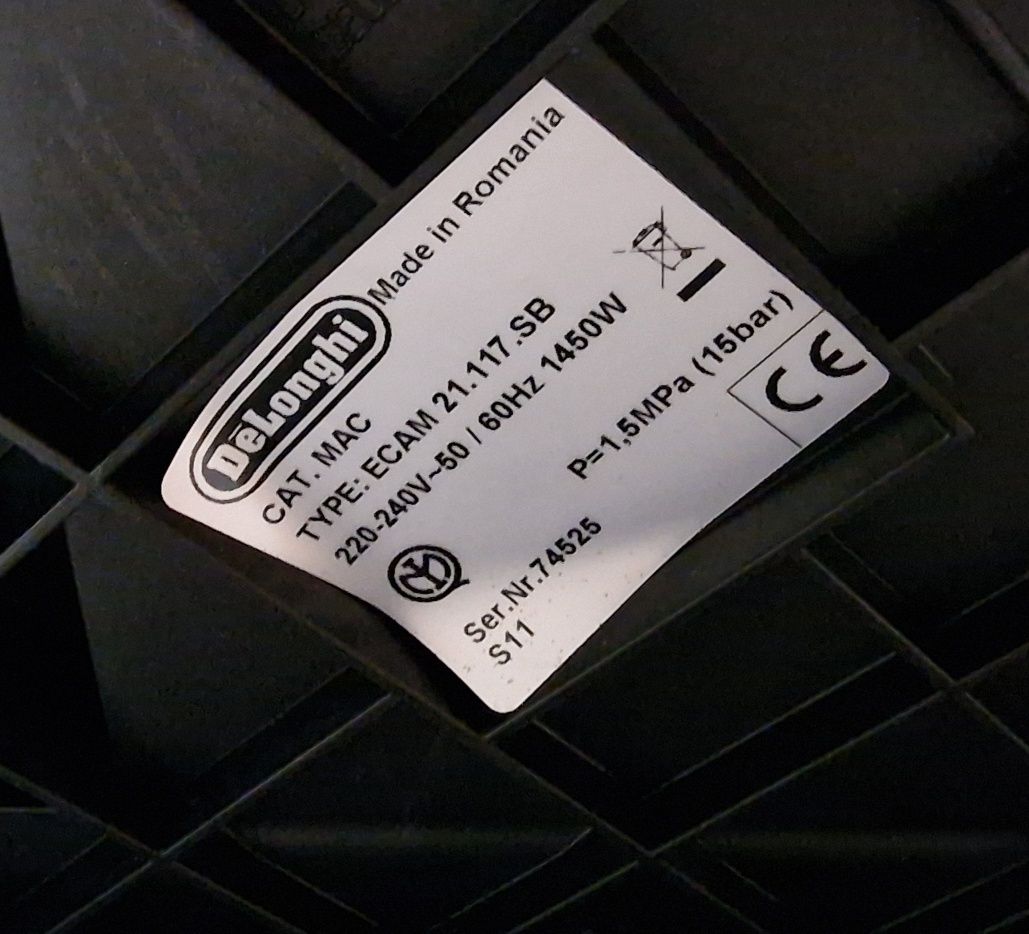 DeLonghi Made in Romania
CAT. MAC
TYPE: ECAM 21.117.SB
220-240V~50 / 60Hz 1450W
P=1,5MPa (15bar)
CE
Ser.Nr.74525
S11